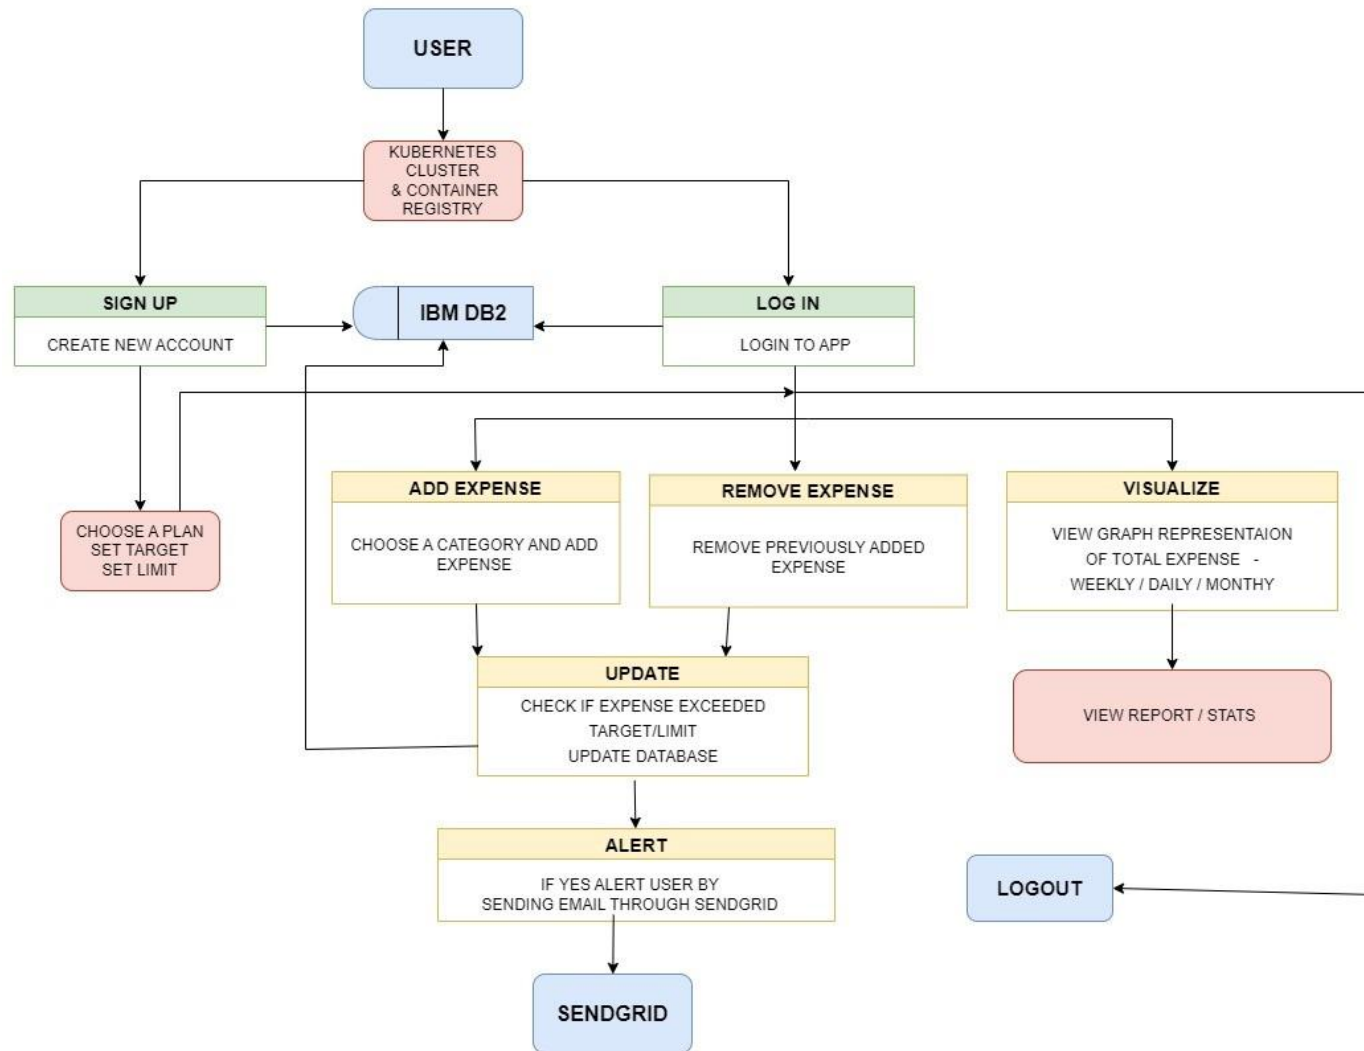 USER
KUBERNETES
CLUSTER
& CONTAINER
REGISTRY
SIGN UP
CREATE NEW ACCOUNT
IBM DB2
LOG IN
LOGIN TO APP
CHOOSE A PLAN
SET TARGET
SET LIMIT
ADD EXPENSE
CHOOSE A CATEGORY AND ADD
EXPENSE
REMOVE EXPENSE
REMOVE PREVIOUSLY ADDED
EXPENSE
VISUALIZE
VIEW GRAPH REPRESENTAION
OF TOTAL EXPENSE -
WEEKLY / DAILY / MONTHY
UPDATE
CHECK IF EXPENSE EXCEEDED
TARGET/LIMIT
UPDATE DATABASE
VIEW REPORT / STATS
ALERT
IF YES ALERT USER BY
SENDING EMAIL THROUGH SENDGRID
LOGOUT
SENDGRID